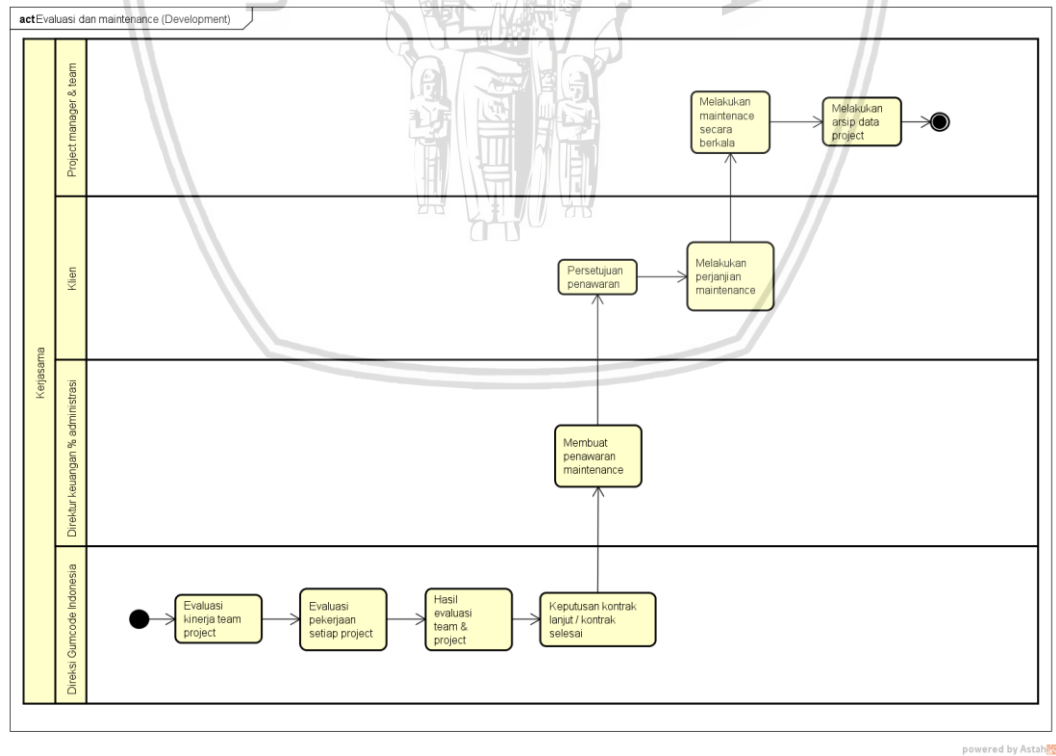 act Evaluasi dan maintenance (Development)
Kerjasama
Project manager & team
Melakukan
maintenace
secara
berkala
Melakukan
arsip data
project
Klien
Persetujuan
penawaran
Melakukan
perjanjian
maintenance
Direktur keuangan % administrasi
Membuat
penawaran
maintenance
Direksi Gumcode Indonesia
Evaluasi
kinerja team
project
Evaluasi
pekerjaan
setiap project
Hasil
evaluasi
team &
project
Keputusan kontrak
lanjut / kontrak
selesai
powered by Astah